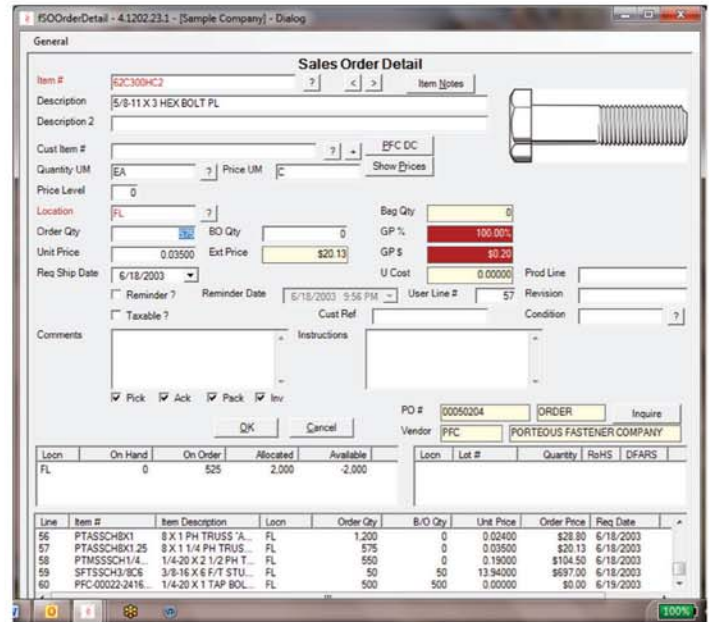 fSOOrderDetail - 4.1202.23.1 - [Sample Company] - Dialog
General
Sales Order Detail
Item # 62C300HC2 ? < > Item Notes
Description 5/8-11 X 3 HEX BOLT PL
Description 2
Cust Item # ? + PFC DC
Quantity UM EA ? Price UM C Show Prices
Price Level 0
Location FL ? Bag Qty 0
Order Qty 575 BO Qty 0 GP % 100.00%
Unit Price 0.03500 Ext Price $20.13 GP $ $0.20
Req Ship Date 6/18/2003 U Cost 0.00000 Prod Line
Reminder ? Reminder Date 6/18/2003 9:56 PM User Line # 57 Revision
Taxable ? Cust Ref Condition ?
Comments Instructions
Pick Ack Pack Inv
PO # 00050204 ORDER Inquire
OK Cancel Vendor PFC PORTEOUS FASTENER COMPANY
Locn On Hand On Order Allocated Available Locn Lot # Quantity RoHS DFARS
FL 0 525 2,000 -2,000
Line Item # Item Description Locn Order Qty B/O Qty Unit Price Order Price Req Date
56 PTASSCH8X1 8 X 1 PH TRUSS "A... FL 1,200 0 0.02400 $28.80 6/18/2003
57 PTASSCH8X1.25 8 X 1 1/4 PH TRUS... FL 575 0 0.03500 $20.13 6/18/2003
58 PTMSSSCH1/4... 1/4-20 X 2 1/2 PH T... FL 550 0 0.19000 $104.50 6/18/2003
59 SFTSSCH3/8C6 3/8-16 X 6 F/T STU... FL 50 50 13.94000 $697.00 6/18/2003
60 PFC-00022-2416... 1/4-20 X 1 TAP BOL... FL 500 500 0.00000 $0.00 6/19/2003
100%